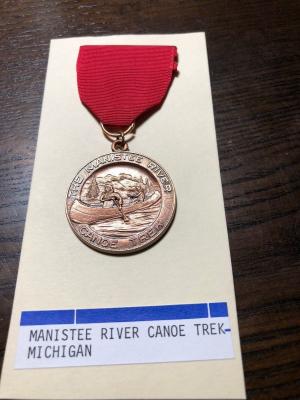 THE MANISTEE RIVER
CANOE TREK
MANISTEE RIVER CANOE TREK-
MICHIGAN